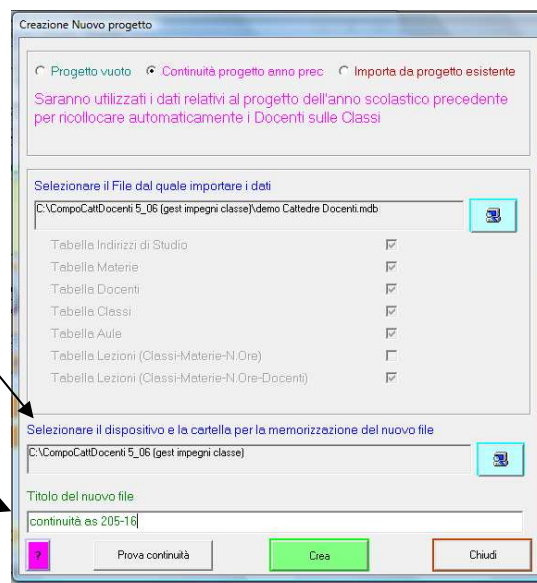 Creazione Nuovo progetto
Progetto vuoto Continuità progetto anno prec Importa da progetto esistente
Saranno utilizzati i dati relativi al progetto dell'anno scolastico precedente
per ricollocare automaticamente i Docenti sulle Classi
Selezionare il File dal quale importare i dati
C:\CompoCattDocenti 5_06 (gest impegni classe)\demo Cattedre Docenti.mdb
Tabella Indirizzi di Studio
Tabella Materie
Tabella Docenti
Tabella Classi
Tabella Aule
Tabella Lezioni (Classi-Materie-N.Ore)
Tabella Lezioni (Classi-Materie-N.Ore-Docenti)
Selezionare il dispositivo e la cartella per la memorizzazione del nuovo file
C:\CompoCattDocenti 5_06 (gest impegni classe)
Titolo del nuovo file
continuità as 205-16
? Prova continuità Crea Chiudi